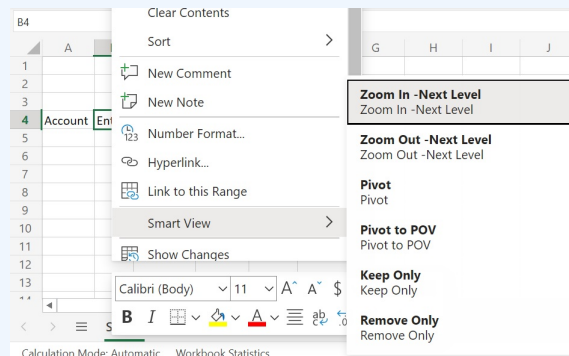 B4
Clear Contents
Sort
New Comment
New Note
Number Format...
Hyperlink...
Link to this Range
Smart View
Show Changes
A
G H I J
1
2
3
4 Account Ent
5
6
7
8
9
10
11
12
13
Zoom In -Next Level
Zoom In -Next Level
Zoom Out -Next Level
Zoom Out -Next Level
Pivot
Pivot
Pivot to POV
Pivot to POV
Keep Only
Keep Only
Remove Only
Remove Only
Calibri (Body) 11 A A $
B I A ab .0
S
Calculation Mode: Automatic Workbook Statistics